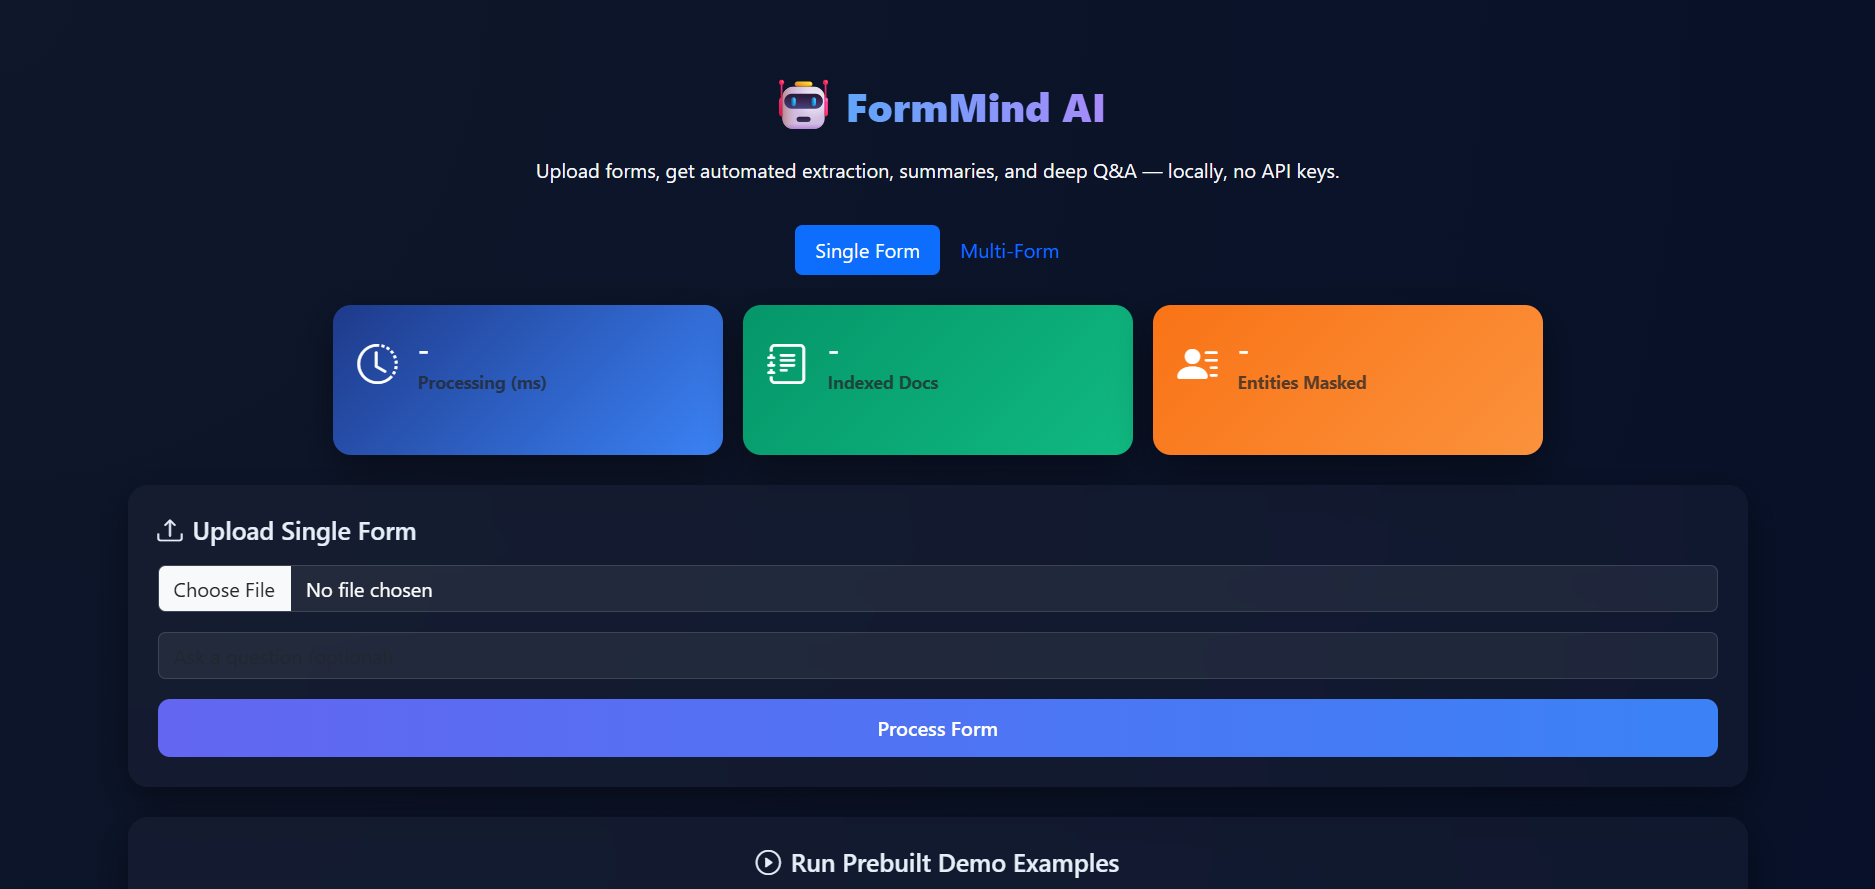 FormMind AI
Upload forms, get automated extraction, summaries, and deep Q&A — locally, no API keys.
Single Form
Multi-Form
-
Processing (ms)
-
Indexed Docs
-
Entities Masked
Upload Single Form
Choose File
No file chosen
Ask a question (optional)
Process Form
Run Prebuilt Demo Examples